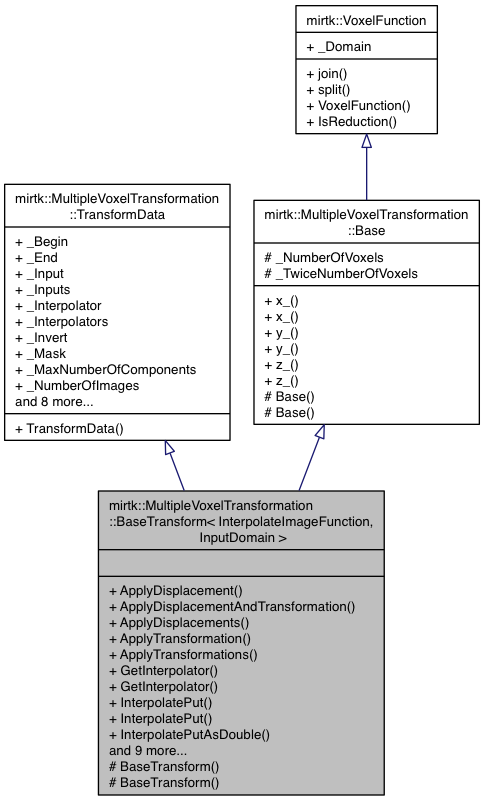 mirtk::VoxelFunction
+ _Domain
+ join()
+ split()
+ VoxelFunction()
+ IsReduction()
mirtk::MultipleVoxelTransformation
::TransformData
+ _Begin
+ _End
+ _Input
+ _Inputs
+ _Interpolator
+ _Interpolators
+ _Invert
+ _Mask
+ _MaxNumberOfComponents
+ _NumberOfImages
and 8 more...
+ TransformData()
mirtk::MultipleVoxelTransformation
::Base
# _NumberOfVoxels
# _TwiceNumberOfVoxels
+ x_()
+ x_()
+ y_()
+ y_()
+ z_()
+ z_()
# Base()
# Base()
mirtk::MultipleVoxelTransformation
::BaseTransform< InterpolateImageFunction,
InputDomain >
+ ApplyDisplacement()
+ ApplyDisplacementAndTransformation()
+ ApplyDisplacements()
+ ApplyTransformation()
+ ApplyTransformations()
+ GetInterpolator()
+ GetInterpolator()
+ InterpolatePut()
+ InterpolatePut()
+ InterpolatePutAsDouble()
and 9 more...
# BaseTransform()
# BaseTransform()